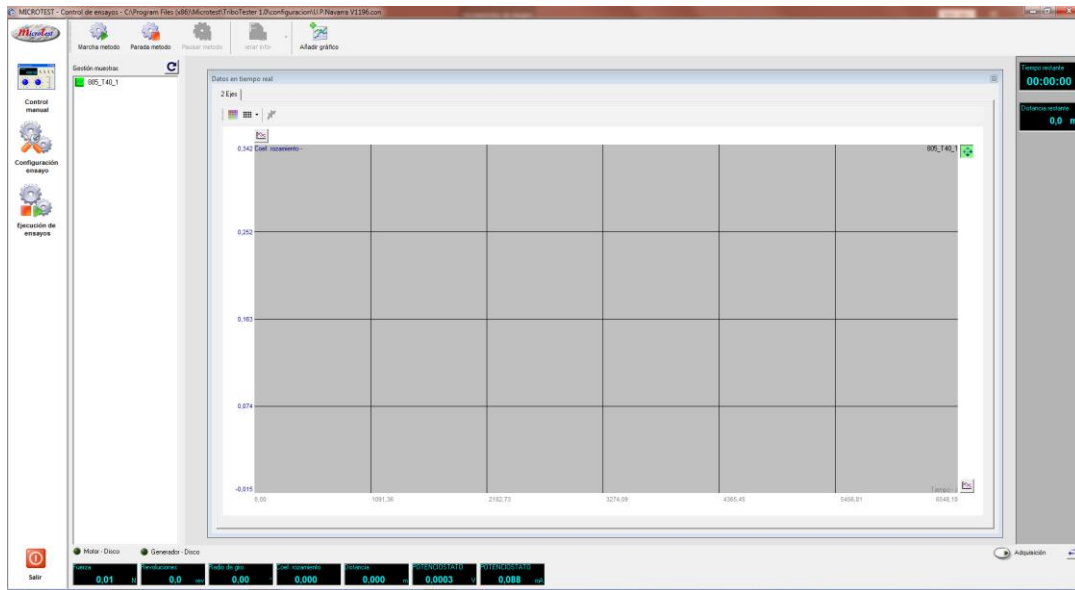 MICROTEST - Control de ensayos - C:\Program Files (x86)\Microtest\TriboTester 1.0\configuracion\U.P.Navarra V1196.con
Microtest
Marcha metodo
Parada metodo
Pausar metodo
Añadir gráfico
Gestión muestras
805_T40_1
Control manual
Configuración ensayo
Ejecución de ensayos
Salir
Datos en tiempo real
2 Ejes
0,342
Coef. rozamiento -
805_T40_1
0,252
0,163
0,074
-0,015
0,00
1091,36
2182,73
3274,09
4365,45
5456,81
6548,18
Tiempo restante
00:00:00
Distancia restante
0,0 m
Motor - Disco
Generador - Disco
Adquisición
Fuerza
0,01 N
Revoluciones
0,0 rev
Radio de giro
0,00
Coef. rozamiento
0,000
Distancia
0,000 m
POTENCIOSTATO
0,0003 V
POTENCIOSTATO
0,088 mA